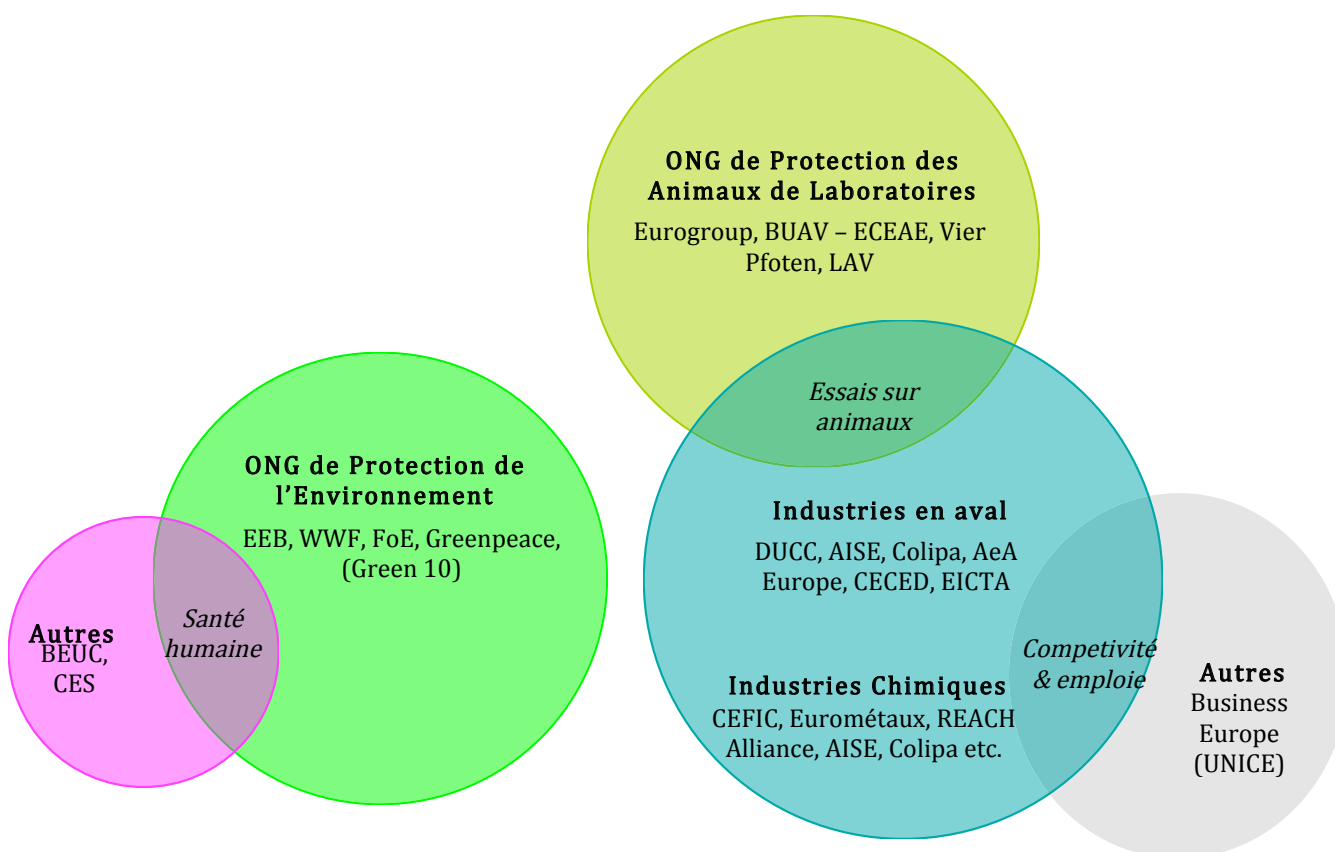 ONG de Protection des
Animaux de Laboratoires
Eurogroup, BUAV – ECEAE, Vier
Pfoten, LAV
Essais sur
animaux
ONG de Protection de
l’Environnement
EEB, WWF, FoE, Greenpeace,
(Green 10)
Santé
humaine
Autres
BEUC,
CES
Industries en aval
DUCC, AISE, Colipa, AeA
Europe, CECED, EICTA
Industries Chimiques
CEFIC, Eurométaux, REACH
Alliance, AISE, Colipa etc.
Competivité
& emploie
Autres
Business
Europe
(UNICE)